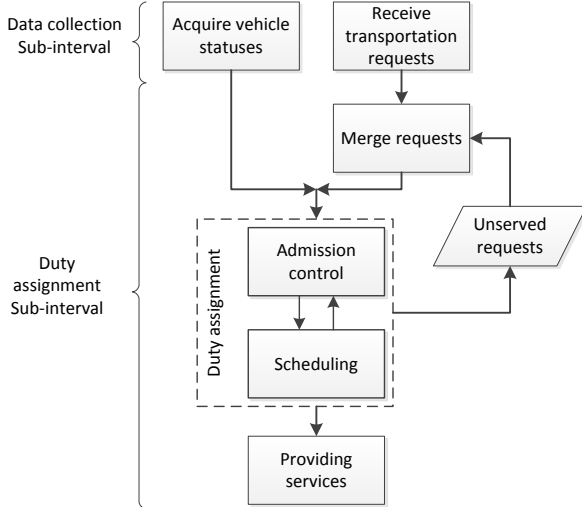 Data collection
Sub-interval
Acquire vehicle
statuses
Receive
transportation
requests
Merge requests
Unserved
requests
Duty
assignment
Sub-interval
Duty assignment
Admission
control
Scheduling
Providing
services